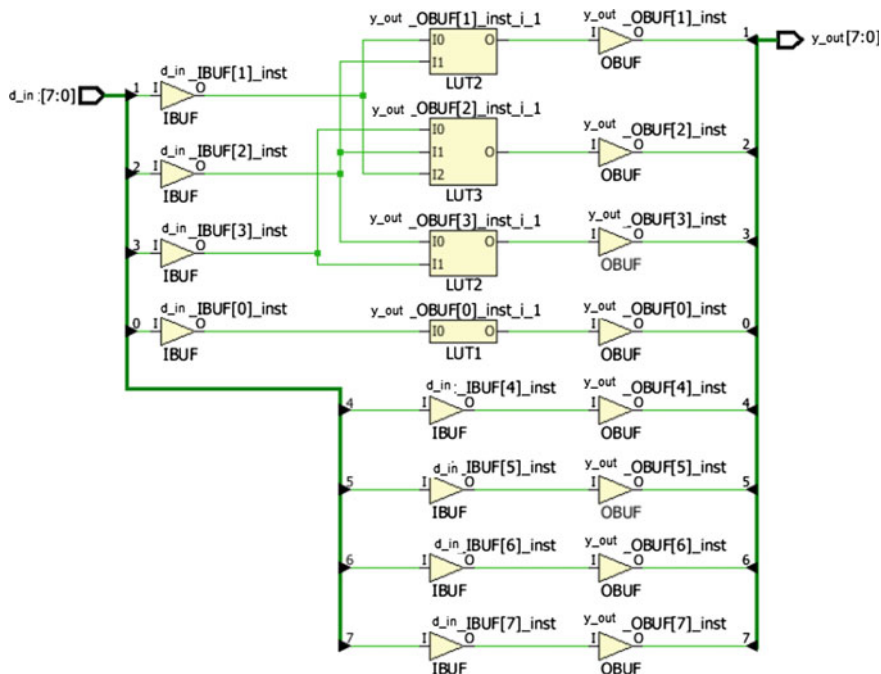 y_out _OBUF[1]_inst_i_1 y_out _OBUF[1]_inst
I0 O I O 1 y_out [7:0]
d_in _IBUF[1]_inst
I1
d_in :[7:0] 1 I O LUT2 OBUF
IBUF y_out _OBUF[2]_inst_i_1
I0 y_out _OBUF[2]_inst
d_in _IBUF[2]_inst
I1 O I O 2
2 I O I2 OBUF
IBUF LUT3
d_in _IBUF[3]_inst y_out _OBUF[3]_inst_i_1 y_out _OBUF[3]_inst
3 I O I0 O I O 3
I1 OBUF
IBUF LUT2
d_in _IBUF[0]_inst y_out _OBUF[0]_inst_i_1 y_out _OBUF[0]_inst
0 I O I0 O I O 0
IBUF LUT1 OBUF
d_in :_IBUF[4]_inst y_out _OBUF[4]_inst
4 I O I O 4
IBUF OBUF
d_in _IBUF[5]_inst y_out _OBUF[5]_inst
5 I O I O 5
IBUF OBUF
d_in _IBUF[6]_inst y_out _OBUF[6]_inst
6 I O I O 6
IBUF OBUF
d_in _IBUF[7]_inst y_out _OBUF[7]_inst
7 I O I O 7
IBUF OBUF